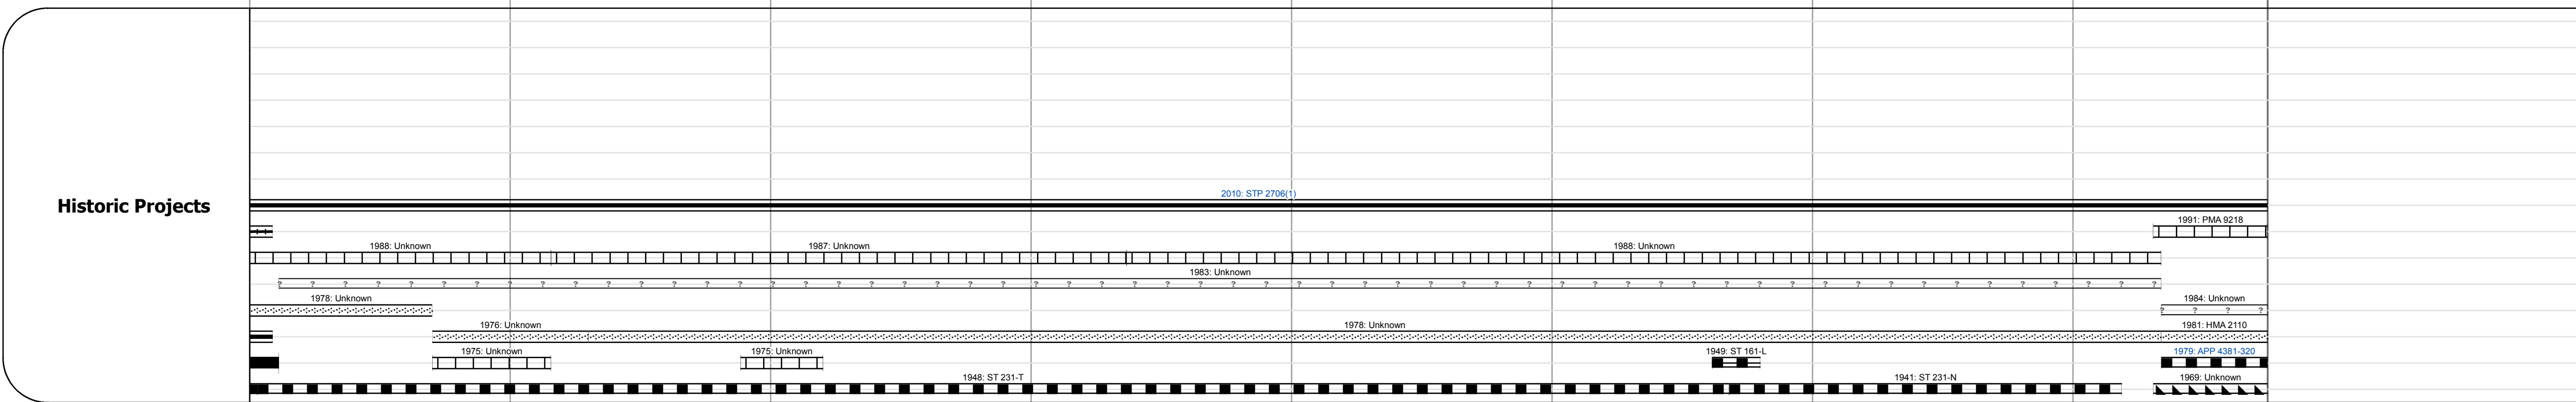 Historic Projects
2010: STP 2706(1)
1991: PMA 9218
1988: Unknown
1987: Unknown
1988: Unknown
1983: Unknown
1978: Unknown
1984: Unknown
1976: Unknown
1978: Unknown
1981: HMA 2110
1975: Unknown
1975: Unknown
1949: ST 161-L
1979: APP 4381-320
1948: ST 231-T
1941: ST 231-N
1969: Unknown